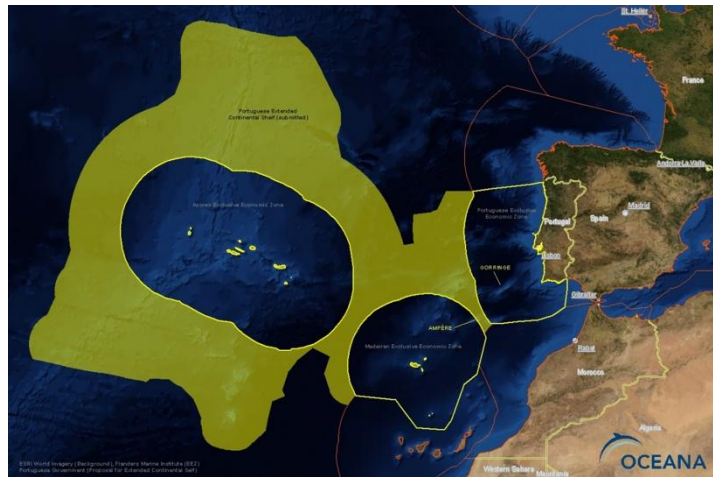 St. Helier
France
Portuguese Extended
Continental Shelf (submitted)
Andorra La Vella
Azores Exclusive Economic Zone
Portuguese Exclusive
Economic Zone
Portugal
Spain
Madrid
Lisbon
GORRINGE
Gibraltar
AMPÈRE
Madeiran Exclusive Economic Zone
Rabat
Morocco
Algeria
OCEANA
ESRI World Imagery (Background), Flanders Marine Institute (EEZ)
Portuguese Government (Proposal for Extended Continental Self)
Western Sahara
Mauritania